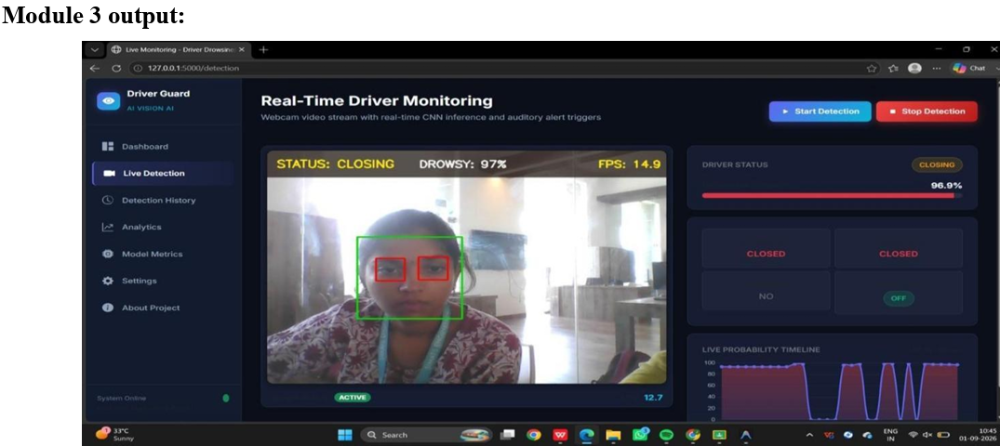 Module 3 output:
Live Monitoring - Driver Drowsine
127.0.0.1:5000/detection
Chat
Driver Guard
AI VISION AI
Dashboard
Live Detection
Detection History
Analytics
Model Metrics
Settings
About Project
System Online
Real-Time Driver Monitoring
Webcam video stream with real-time CNN inference and auditory alert triggers
Start Detection
Stop Detection
STATUS: CLOSING DROWSY: 97% FPS: 14.9
ACTIVE
12.7
DRIVER STATUS
CLOSING
96.9%
CLOSED
CLOSED
NO
OFF
LIVE PROBABILITY TIMELINE
100
80
60
40
20
0
33°C
Sunny
Search
ENG
IN
10:45
01-09-2026